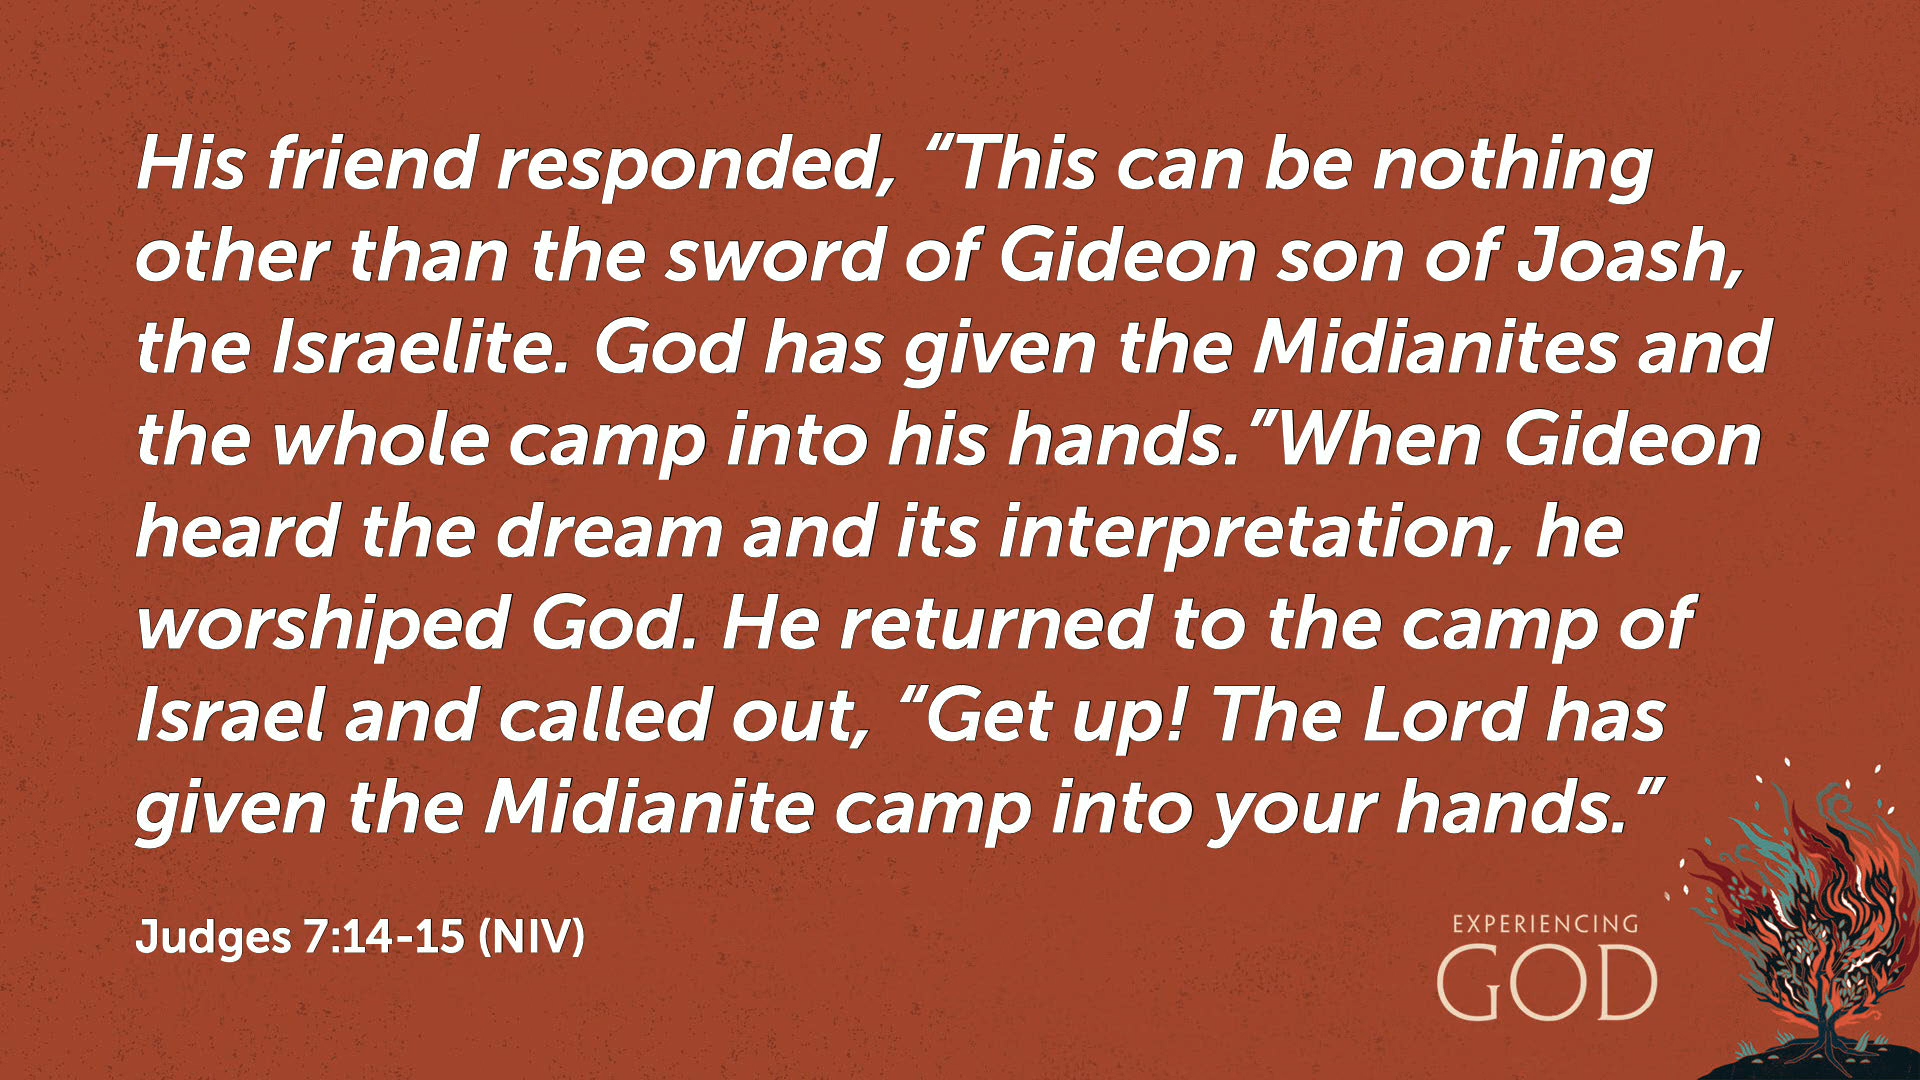 His friend responded, “This can be nothing
other than the sword of Gideon son of Joash,
the Israelite. God has given the Midianites and
the whole camp into his hands.”When Gideon
heard the dream and its interpretation, he
worshiped God. He returned to the camp of
Israel and called out, “Get up! The Lord has
given the Midianite camp into your hands.”
Judges 7:14-15 (NIV)
EXPERIENCING
GOD